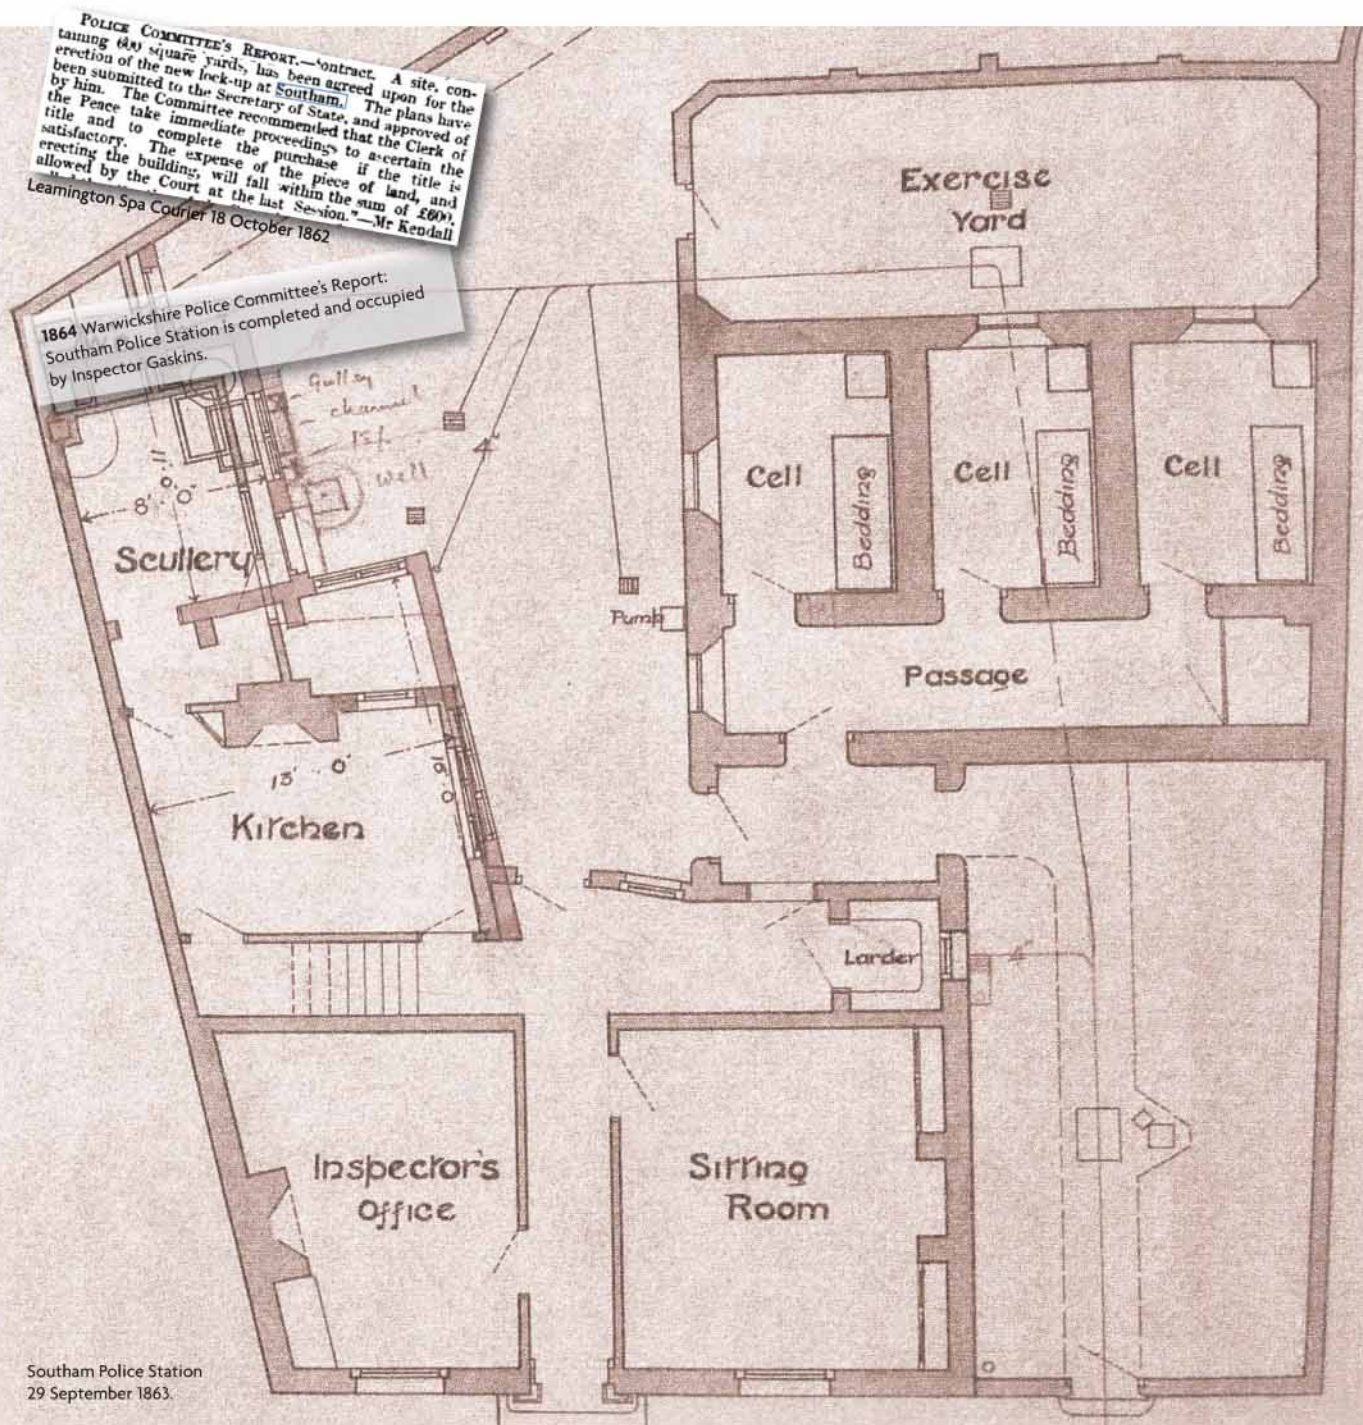 POLICE COMMITTEE'S REPORT.—'ontract. A site, con-
taining 600 square yards, has been agreed upon for the
erection of the new lock-up at Southam. The plans have
been submitted to the Secretary of State, and approved of
by him. The Committee recommended that the Clerk of
the Peace take immediate proceedings to ascertain the
title and to complete the purchase if the title is
satisfactory. The expense of the piece of land, and
erecting the building, will fall within the sum of £600,
allowed by the Court at the last Session."—Mr Kendall
Leamington Spa Courier 18 October 1862
1864 Warwickshire Police Committee's Report:
Southam Police Station is completed and occupied
by Inspector Gaskins.
Exercise
Yard
Gulley
channel
4"
Well
Cell
Bedding
Cell
Bedding
Cell
Bedding
8'. 0"
11. 0
Scullery
Pump
Passage
13' . 0"
Kitchen
Larder
4"
Inspector's
Office
Sitting
Room
Southam Police Station
29 September 1863.